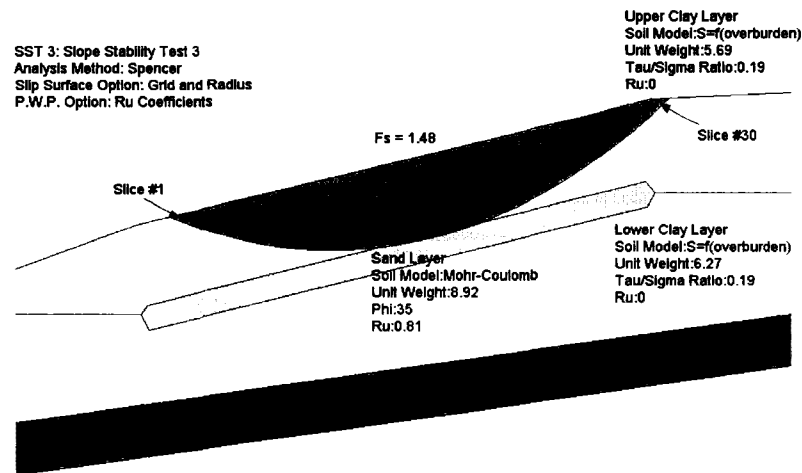 SST 3: Slope Stability Test 3
Analysis Method: Spencer
Slip Surface Option: Grid and Radius
P.W.P. Option: Ru Coefficients
Upper Clay Layer
Soil Model:S=f(overburden)
Unit Weight:5.69
Tau/Sigma Ratio:0.19
Ru:0
Slice #30
Fs = 1.48
Slice #1
Sand Layer
Soil Model:Mohr-Coulomb
Unit Weight:8.92
Phi:35
Ru:0.81
Lower Clay Layer
Soil Model:S=f(overburden)
Unit Weight:6.27
Tau/Sigma Ratio:0.19
Ru:0